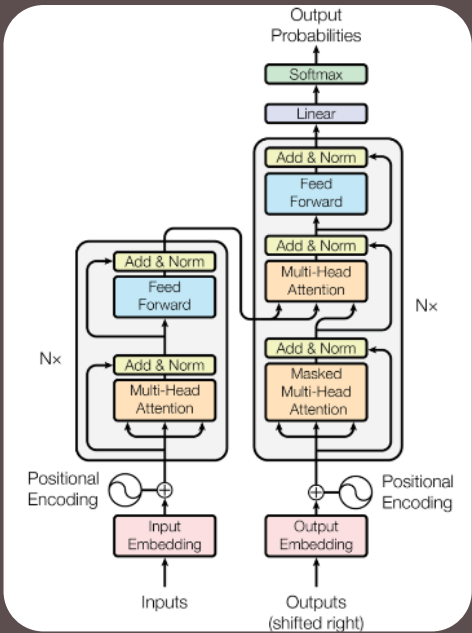 Output
Probabilities
Softmax
Linear
Add & Norm
Feed
Forward
Add & Norm
Multi-Head
Attention
Add & Norm
Masked
Multi-Head
Attention
Nx
Add & Norm
Feed
Forward
Add & Norm
Multi-Head
Attention
Nx
Positional
Encoding
Positional
Encoding
Input
Embedding
Output
Embedding
Inputs
Outputs
(shifted right)